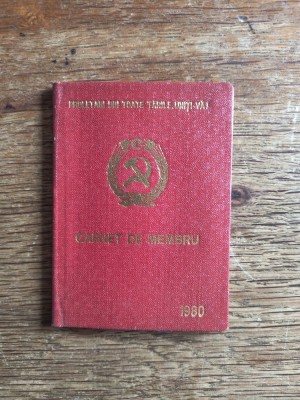 PROLETARI DIN TOATE ȚĂRILE, UNIȚI-VĂ!
CARNET DE MEMBRU
1980